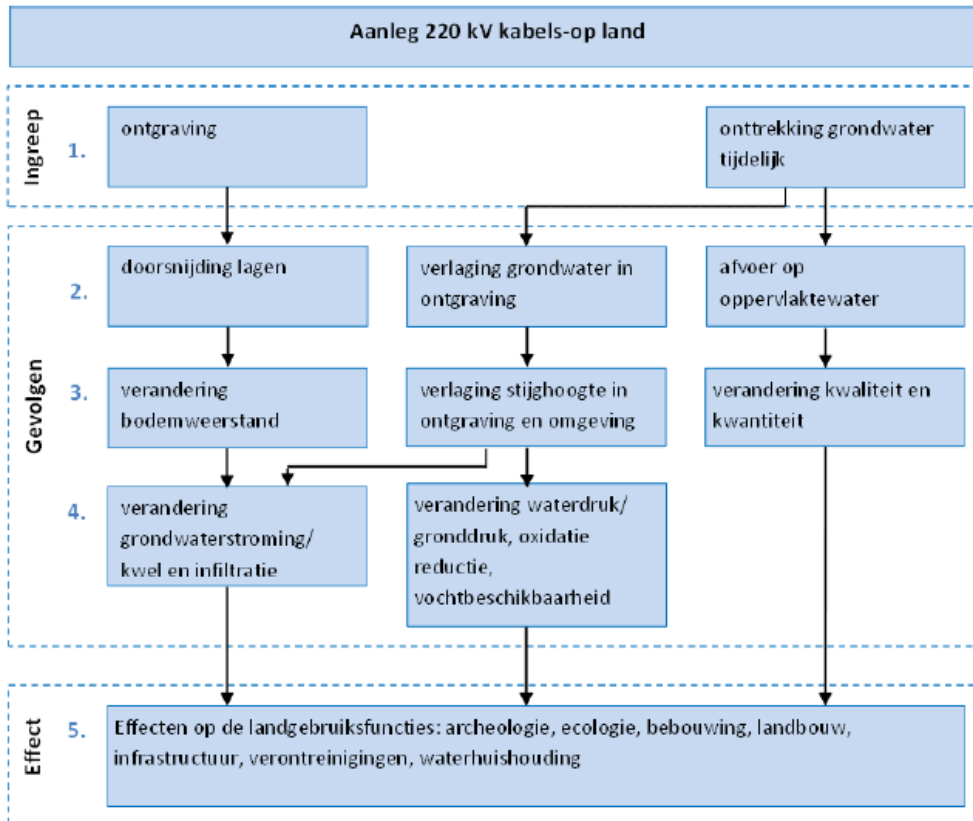 Aanleg 220 kV kabels-op land
Ingreep
1.
ontgraving
onttrekking grondwater
tijdelijk
Gevolgen
2.
doorsnijding lagen
verlaging grondwater in
ontgraving
afvoer op
oppervlaktewater
3.
verandering
bodemweerstand
verlaging stijghoogte in
ontgraving en omgeving
verandering kwaliteit en
kwantiteit
4.
verandering
grondwaterstroming/
kwel en infiltratie
verandering waterdruk/
gronddruk, oxidatie
reductie,
vochtbeschikbaarheid
Effect
5.
Effecten op de landgebruiksfuncties: archeologie, ecologie, bebouwing, landbouw,
infrastructuur, verontreinigingen, waterhuishouding